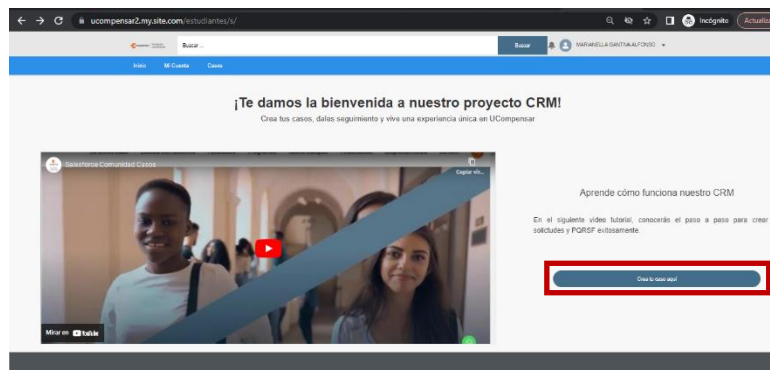 ucompensar2.my.site.com/estudiantes/s/
Incógnito
Buscar ...
Buscar
Inicio Mi Cuenta Casos
¡Te damos la bienvenida a nuestro proyecto CRM!
Crea tus casos, dales seguimiento y vive una experiencia única en UCompensar
Salesforce Comunidad Casos
Copiar vín...
Aprende cómo funciona nuestro CRM
En el siguiente video tutorial, conocerás el paso a paso para crear
solicitudes y PQRSF exitosamente.
Crea tu caso aquí
Mirar en YouTube